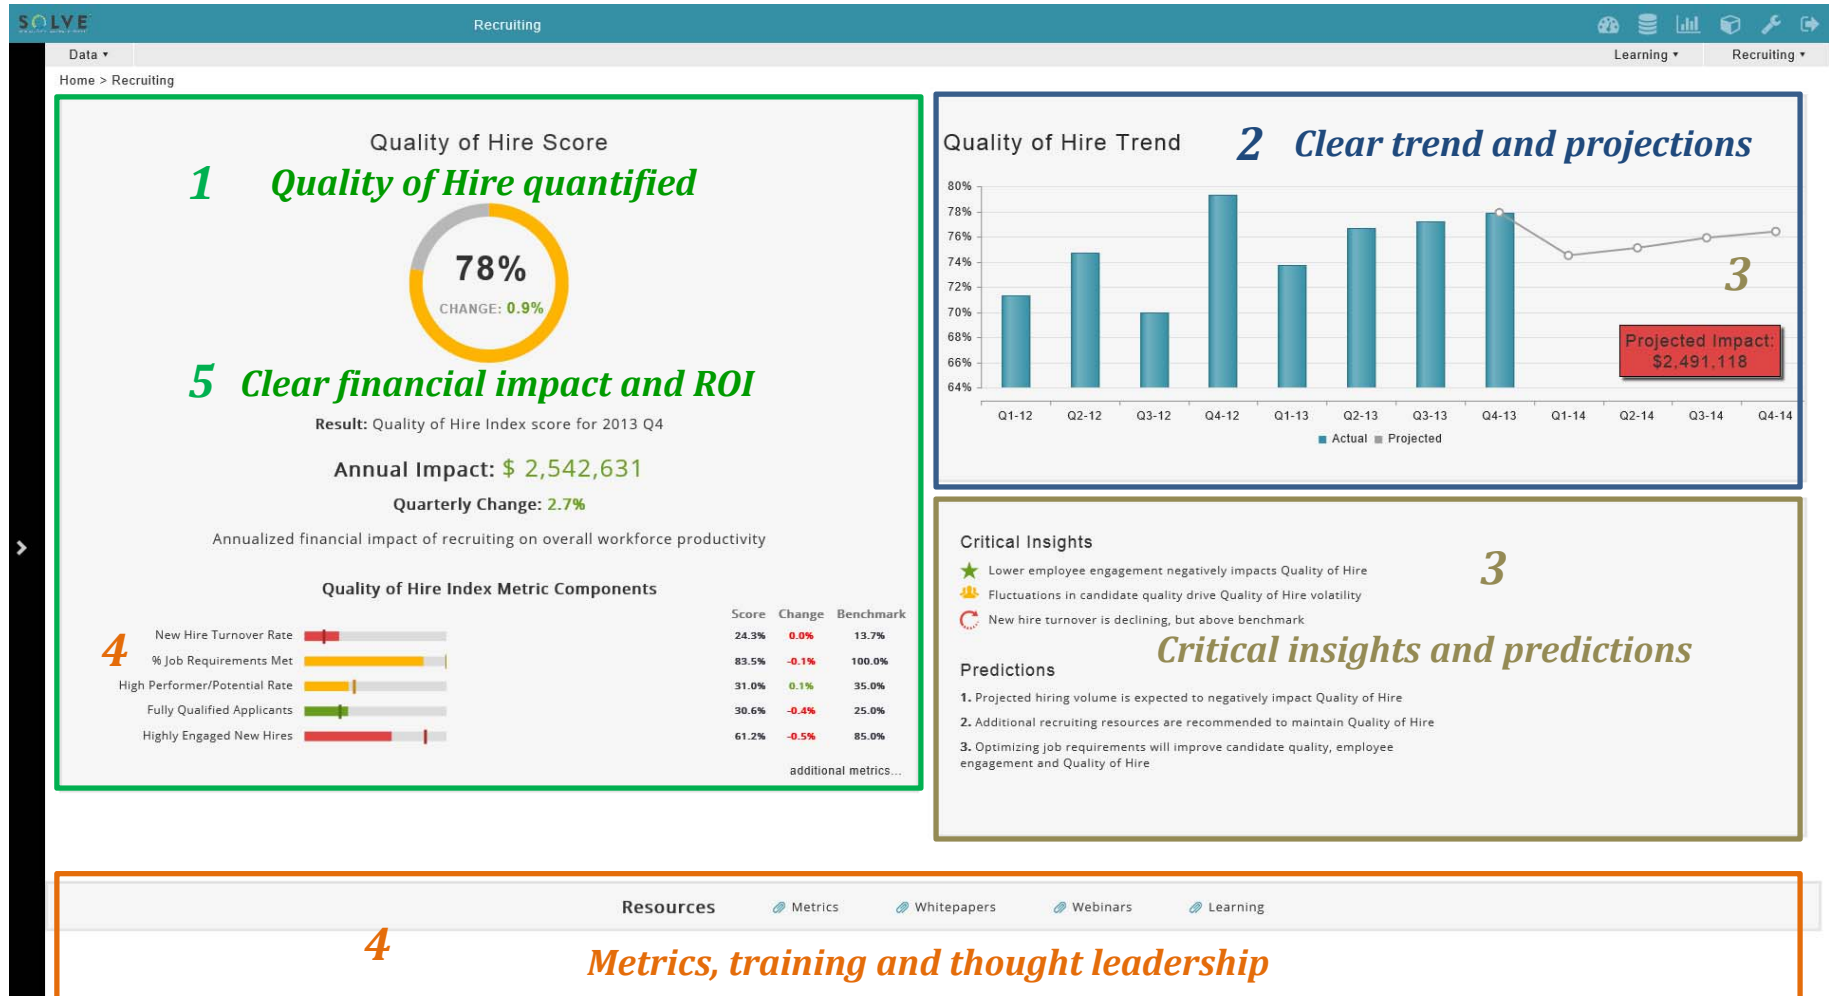 SOLVE
Recruiting
Data ▾
Learning ▾
Recruiting ▾
Home > Recruiting
Quality of Hire Score
1 Quality of Hire quantified
78%
CHANGE: 0.9%
5 Clear financial impact and ROI
Result: Quality of Hire Index score for 2013 Q4
Annual Impact: $ 2,542,631
Quarterly Change: 2.7%
Annualized financial impact of recruiting on overall workforce productivity
Quality of Hire Index Metric Components
Score Change Benchmark
New Hire Turnover Rate 24.3% 0.0% 13.7%
4
% Job Requirements Met 83.5% -0.1% 100.0%
High Performer/Potential Rate 31.0% 0.1% 35.0%
Fully Qualified Applicants 30.6% -0.4% 25.0%
Highly Engaged New Hires 61.2% -0.5% 85.0%
additional metrics...
Quality of Hire Trend
2 Clear trend and projections
80%
78%
76%
74%
72%
70%
68%
66%
64%
3
Projected Impact:
$2,491,118
Q1-12 Q2-12 Q3-12 Q4-12 Q1-13 Q2-13 Q3-13 Q4-13 Q1-14 Q2-14 Q3-14 Q4-14
Actual Projected
Critical Insights
3
Lower employee engagement negatively impacts Quality of Hire
Fluctuations in candidate quality drive Quality of Hire volatility
New hire turnover is declining, but above benchmark
Critical insights and predictions
Predictions
1. Projected hiring volume is expected to negatively impact Quality of Hire
2. Additional recruiting resources are recommended to maintain Quality of Hire
3. Optimizing job requirements will improve candidate quality, employee
engagement and Quality of Hire
Resources Metrics Whitepapers Webinars Learning
4
Metrics, training and thought leadership